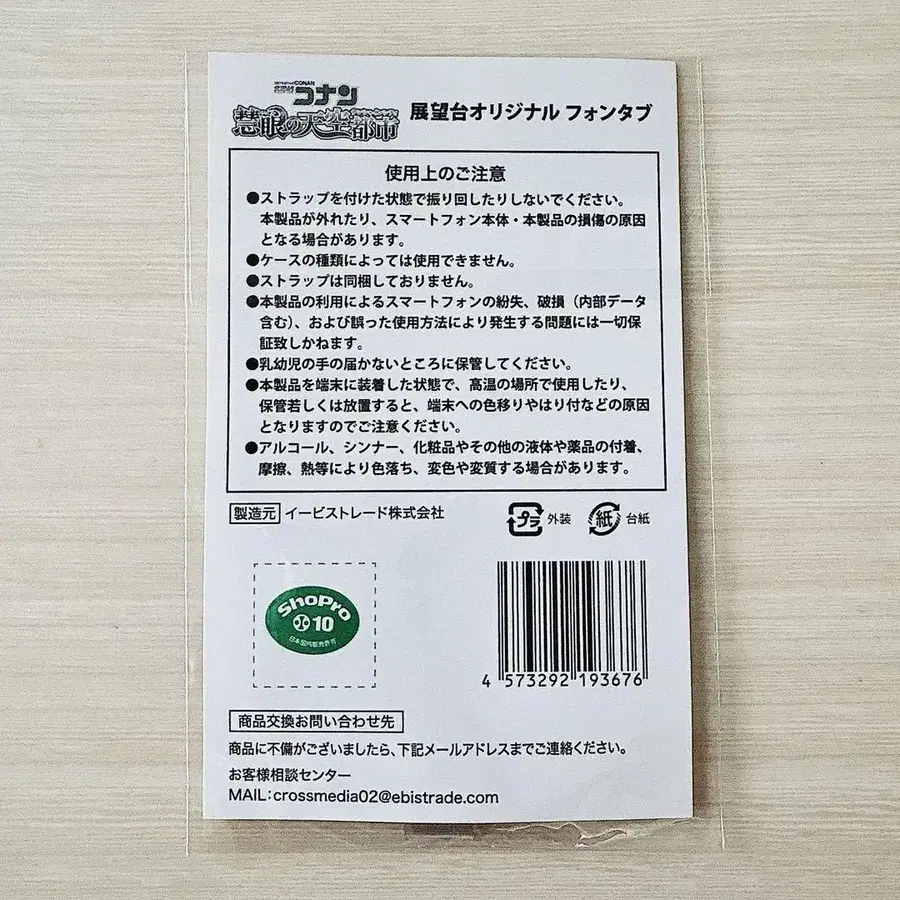 CONAN
名探偵コナン
慧眼の天空都市
展望台オリジナル フォンタブ
使用上のご注意
●ストラップを付けた状態で振り回したりしないでください。
本製品が外れたり、スマートフォン本体・本製品の損傷の原因
となる場合があります。
●ケースの種類によっては使用できません。
●ストラップは同梱しておりません。
●本製品の利用によるスマートフォンの紛失、破損（内部データ
含む）、および誤った使用方法により発生する問題には一切保
証致しかねます。
●乳幼児の手の届かないところに保管してください。
●本製品を端末に装着した状態で、高温の場所で使用したり、
保管若しくは放置すると、端末への色移りやはり付などの原因
となりますのでご注意ください。
●アルコール、シンナー、化粧品やその他の液体や薬品の付着、
摩擦、熱等により色落ち、変色や変質する場合があります。
製造元 イービストレード株式会社
プラ 外装 紙 台紙
ShoPro
10
日本国内販売許可
4 573292 193676
商品交換お問い合わせ先
商品に不備がございましたら、下記メールアドレスまでご連絡ください。
お客様相談センター
MAIL:crossmedia02@ebistrade.com